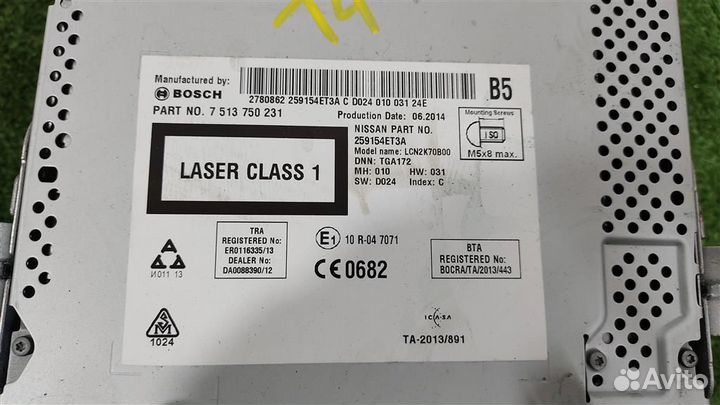 14
Manufactured by:
BOSCH
2780862 259154ET3A C D024 010 031 24E
B5
PART NO. 7 513 750 231
Production Date: 06.2014
Mounting Screws
ISO
M5x8 max.
NISSAN PART NO.
259154ET3A
Model name: LCN2K70B00
DNN: TGA172
MH: 010 HW: 031
SW: D024 Index: C
LASER CLASS 1
TRA
REGISTERED No:
ER0116335/13
DEALER No:
DA0088390/12
E1 10 R-04 7071
CE0682
BTA
REGISTERED No:
BOCRA/TA/2013/443
И011 13
1024
ICASA
TA-2013/891
Avito